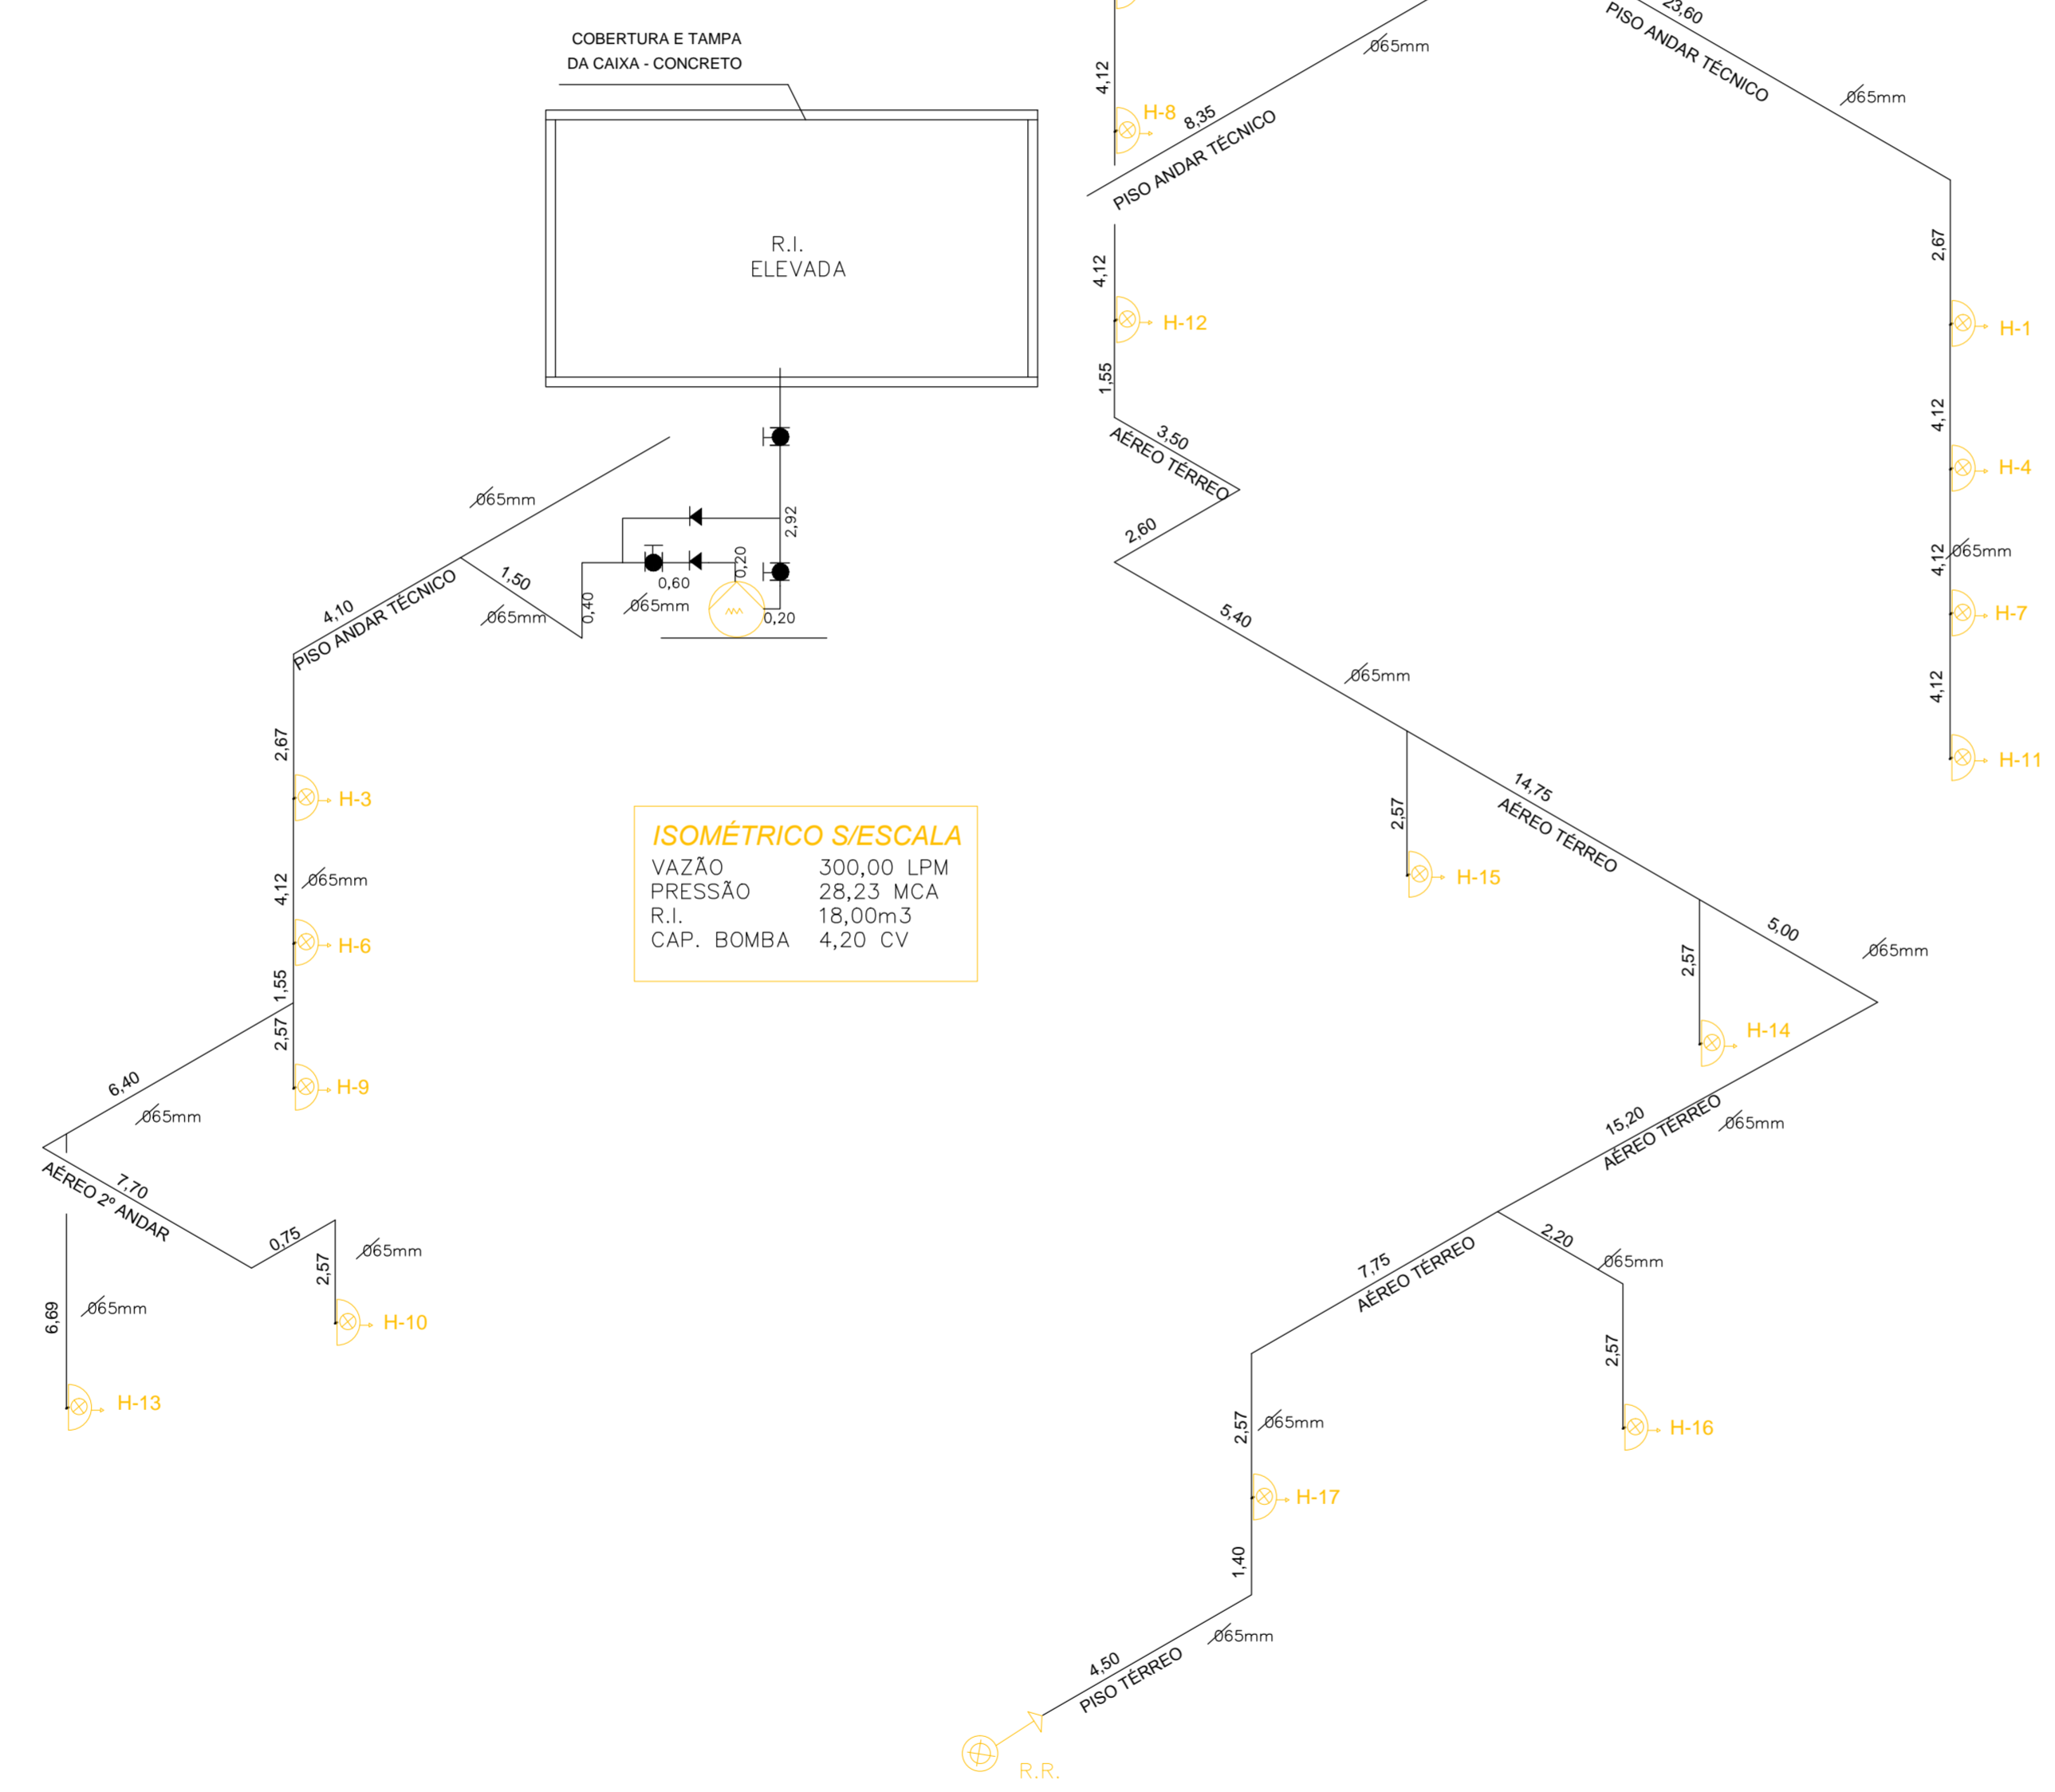 COBERTURA E TAMPA
DA CAIXA - CONCRETO
R.I.
ELEVADA
Ø65mm
2,92
0,20
0,60
Ø65mm
0,40
0,20
1,50
Ø65mm
4,10
PISO ANDAR TÉCNICO
2,67
H-3
Ø65mm
4,12
H-6
1,55
2,57
H-9
6,40
Ø65mm
7,70
AÉREO 2º ANDAR
0,75
Ø65mm
2,57
H-10
Ø65mm
6,69
H-13
ISOMÉTRICO S/ESCALA
VAZÃO 300,00 LPM
PRESSÃO 28,23 MCA
R.I. 18,00m3
CAP. BOMBA 4,20 CV
4,12
H-8
Ø65mm
8,35
PISO ANDAR TÉCNICO
23,60
PISO ANDAR TÉCNICO
Ø65mm
4,12
H-12
1,55
3,50
AÉREO TÉRREO
2,60
5,40
Ø65mm
2,67
H-1
4,12
H-4
4,12
Ø65mm
H-7
4,12
H-11
2,57
H-15
14,75
AÉREO TÉRREO
5,00
Ø65mm
2,57
H-14
15,20
AÉREO TÉRREO
Ø65mm
2,20
Ø65mm
7,75
AÉREO TÉRREO
2,57
H-16
2,57
Ø65mm
H-17
1,40
Ø65mm
4,50
PISO TÉRREO
R.R.